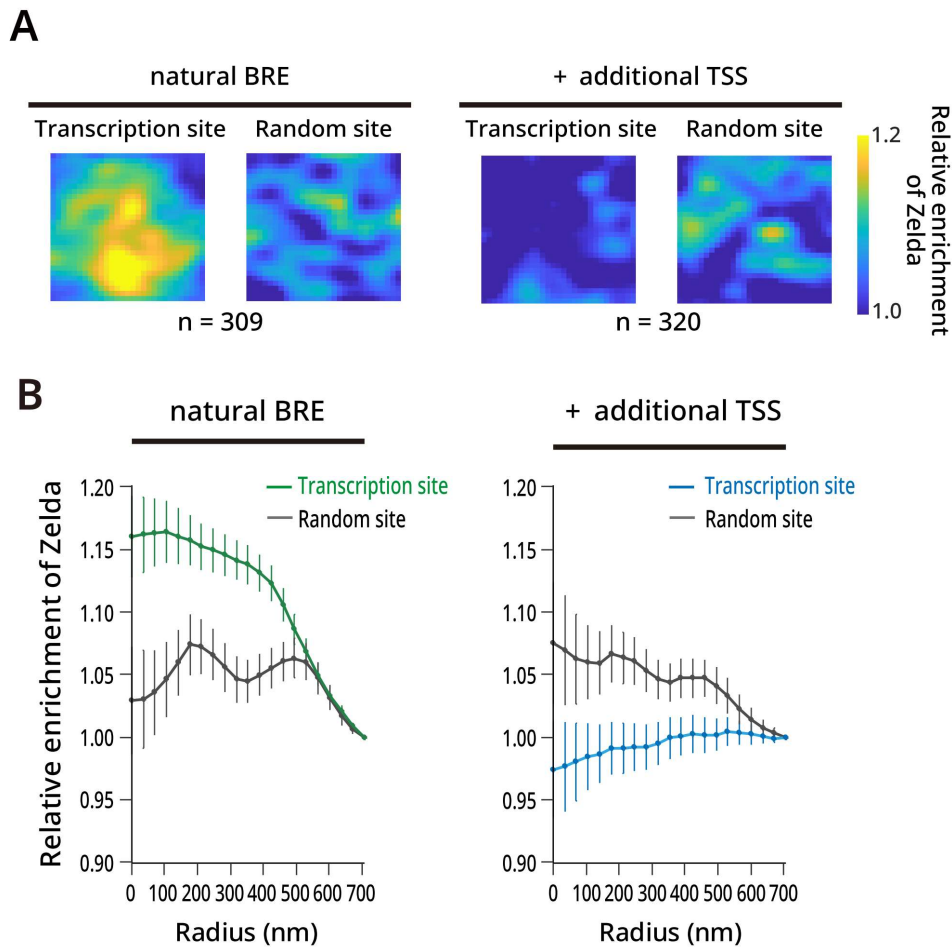 A
natural BRE
+ additional TSS
Transcription site
Random site
Transcription site
Random site
1.2
1.0
Relative enrichment
of Zelda
n = 309
n = 320
B
natural BRE
+ additional TSS
Relative enrichment of Zelda
1.20
1.15
1.10
1.05
1.00
0.95
0.90
Transcription site
Random site
0 100 200 300 400 500 600 700
Radius (nm)
1.20
1.15
1.10
1.05
1.00
0.95
0.90
Transcription site
Random site
0 100 200 300 400 500 600 700
Radius (nm)